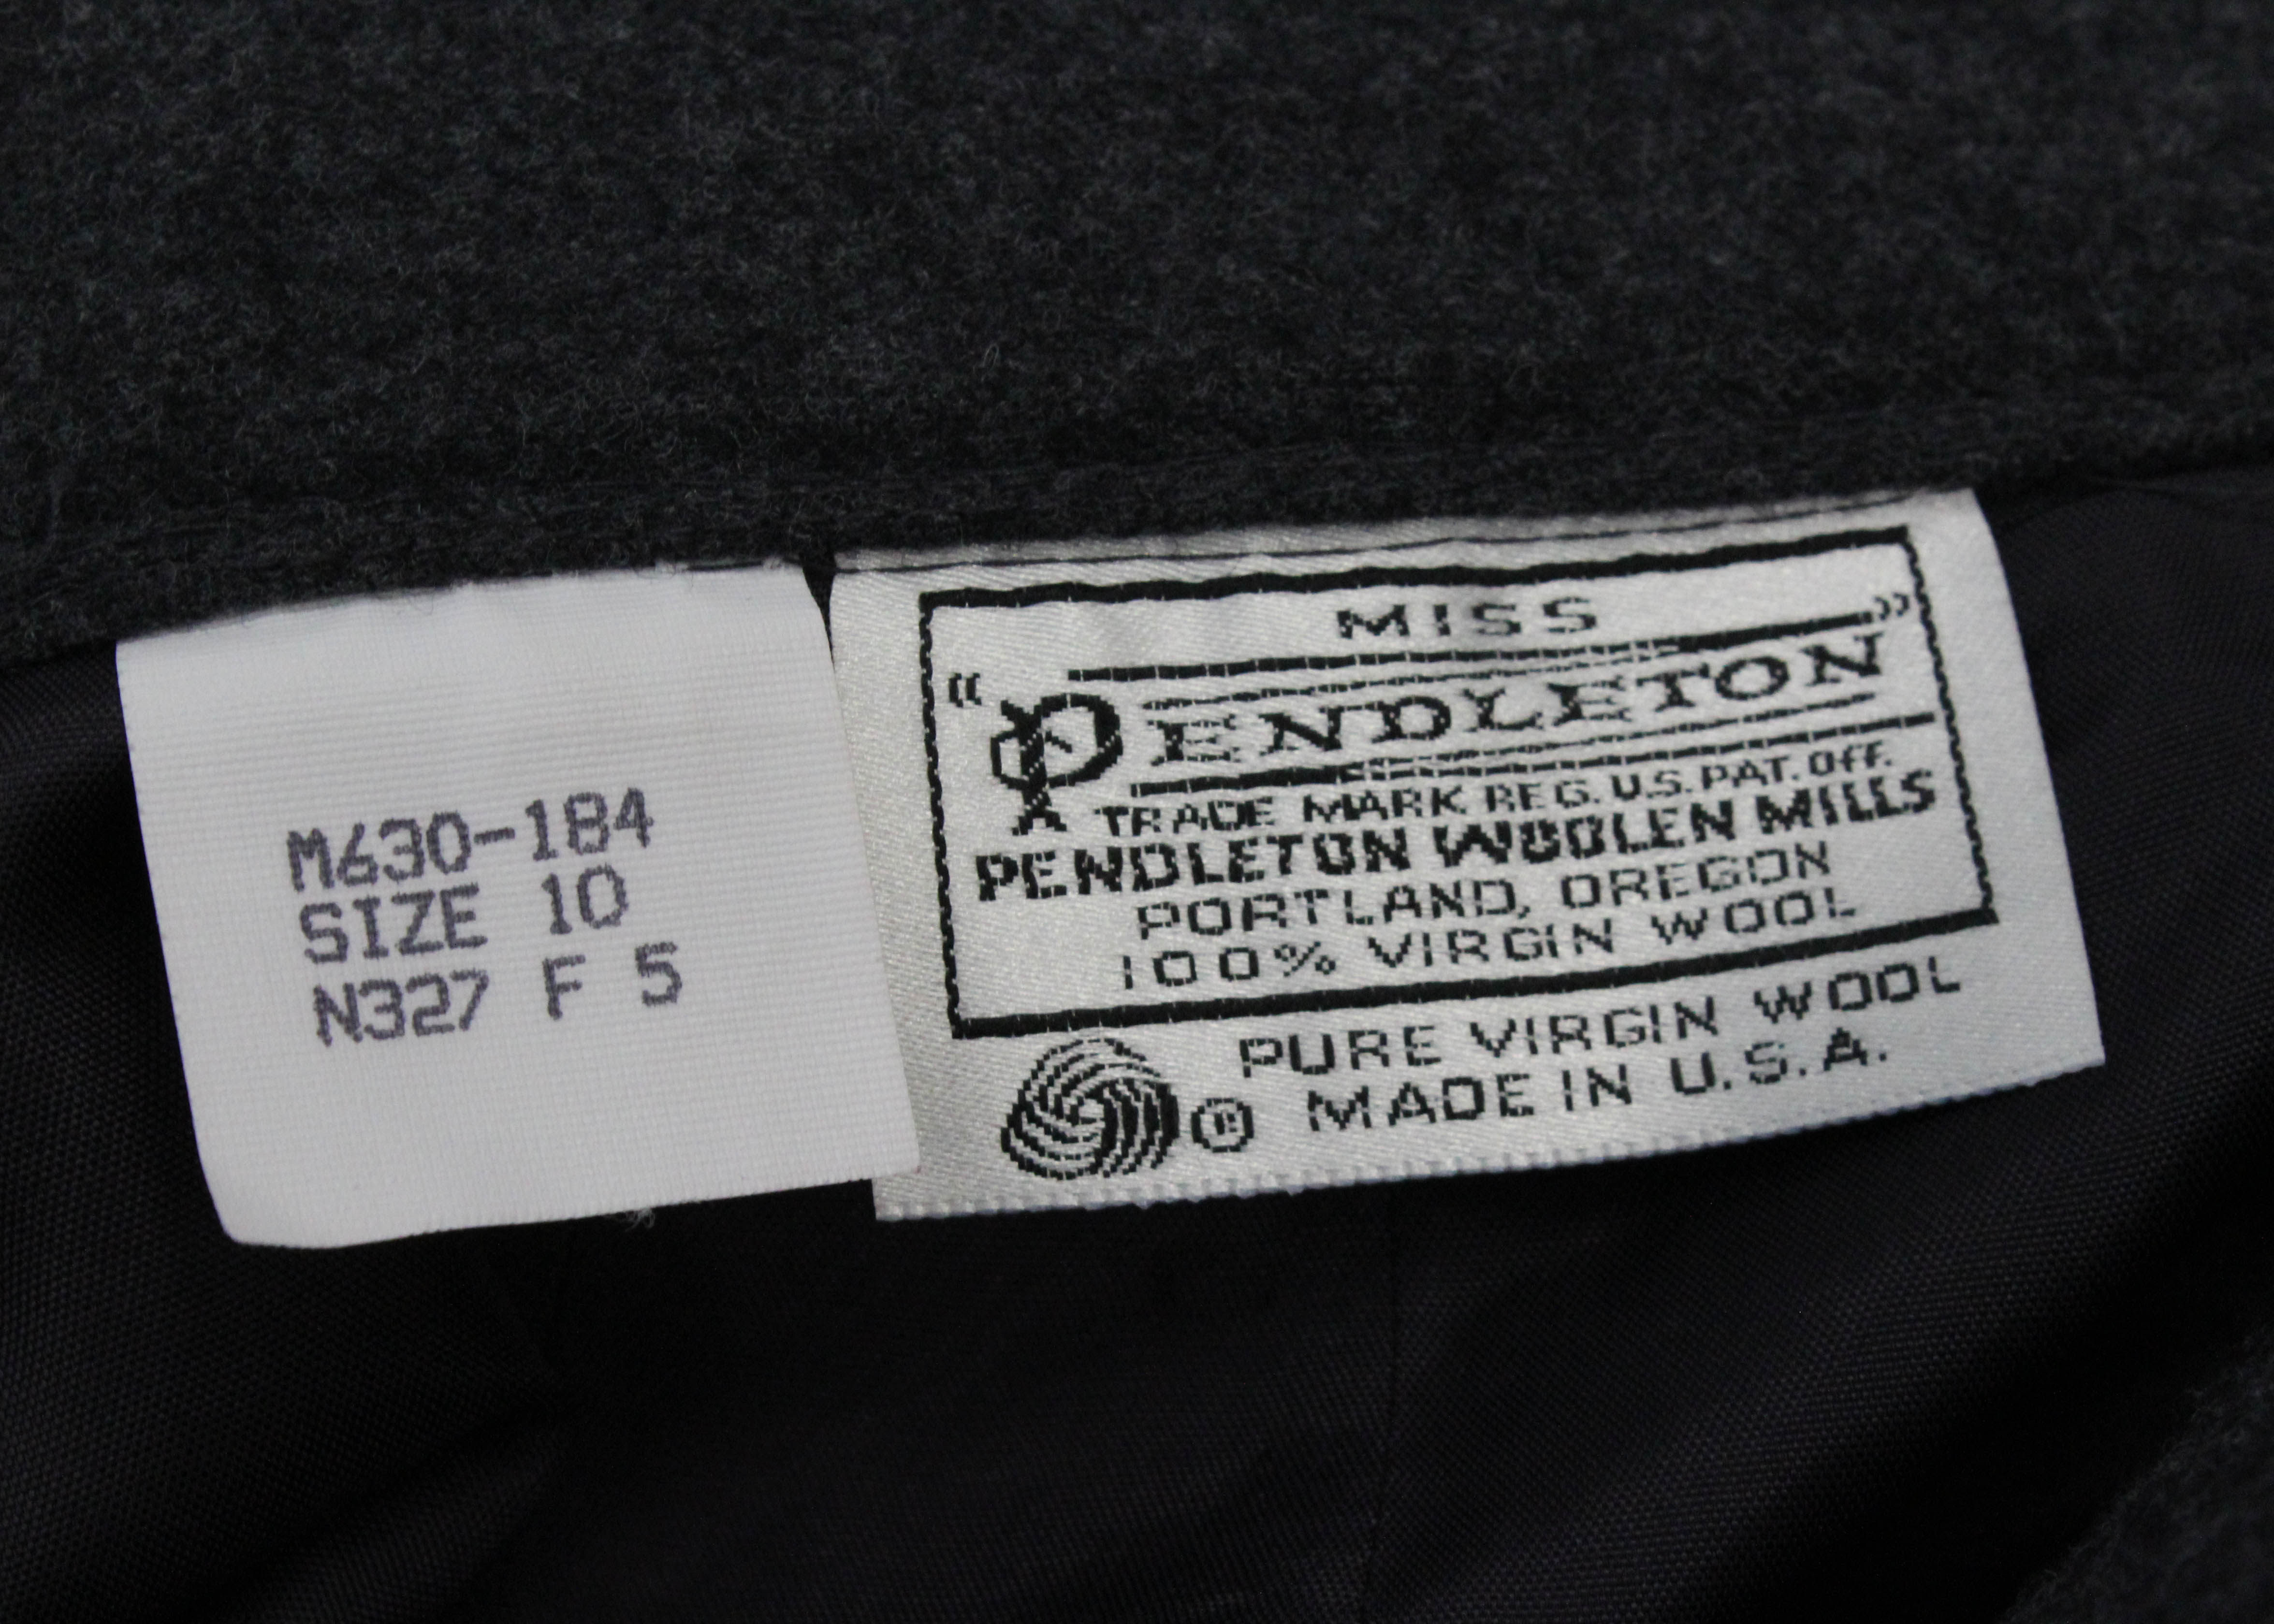 M630-184
SIZE 10
N327 F 5
MISS
"PENDLETON"
TRADE MARK REG. U.S. PAT. OFF.
PENDLETON WOOLEN MILLS
PORTLAND, OREGON
100% VIRGIN WOOL
PURE VIRGIN WOOL
® MADE IN U.S.A.